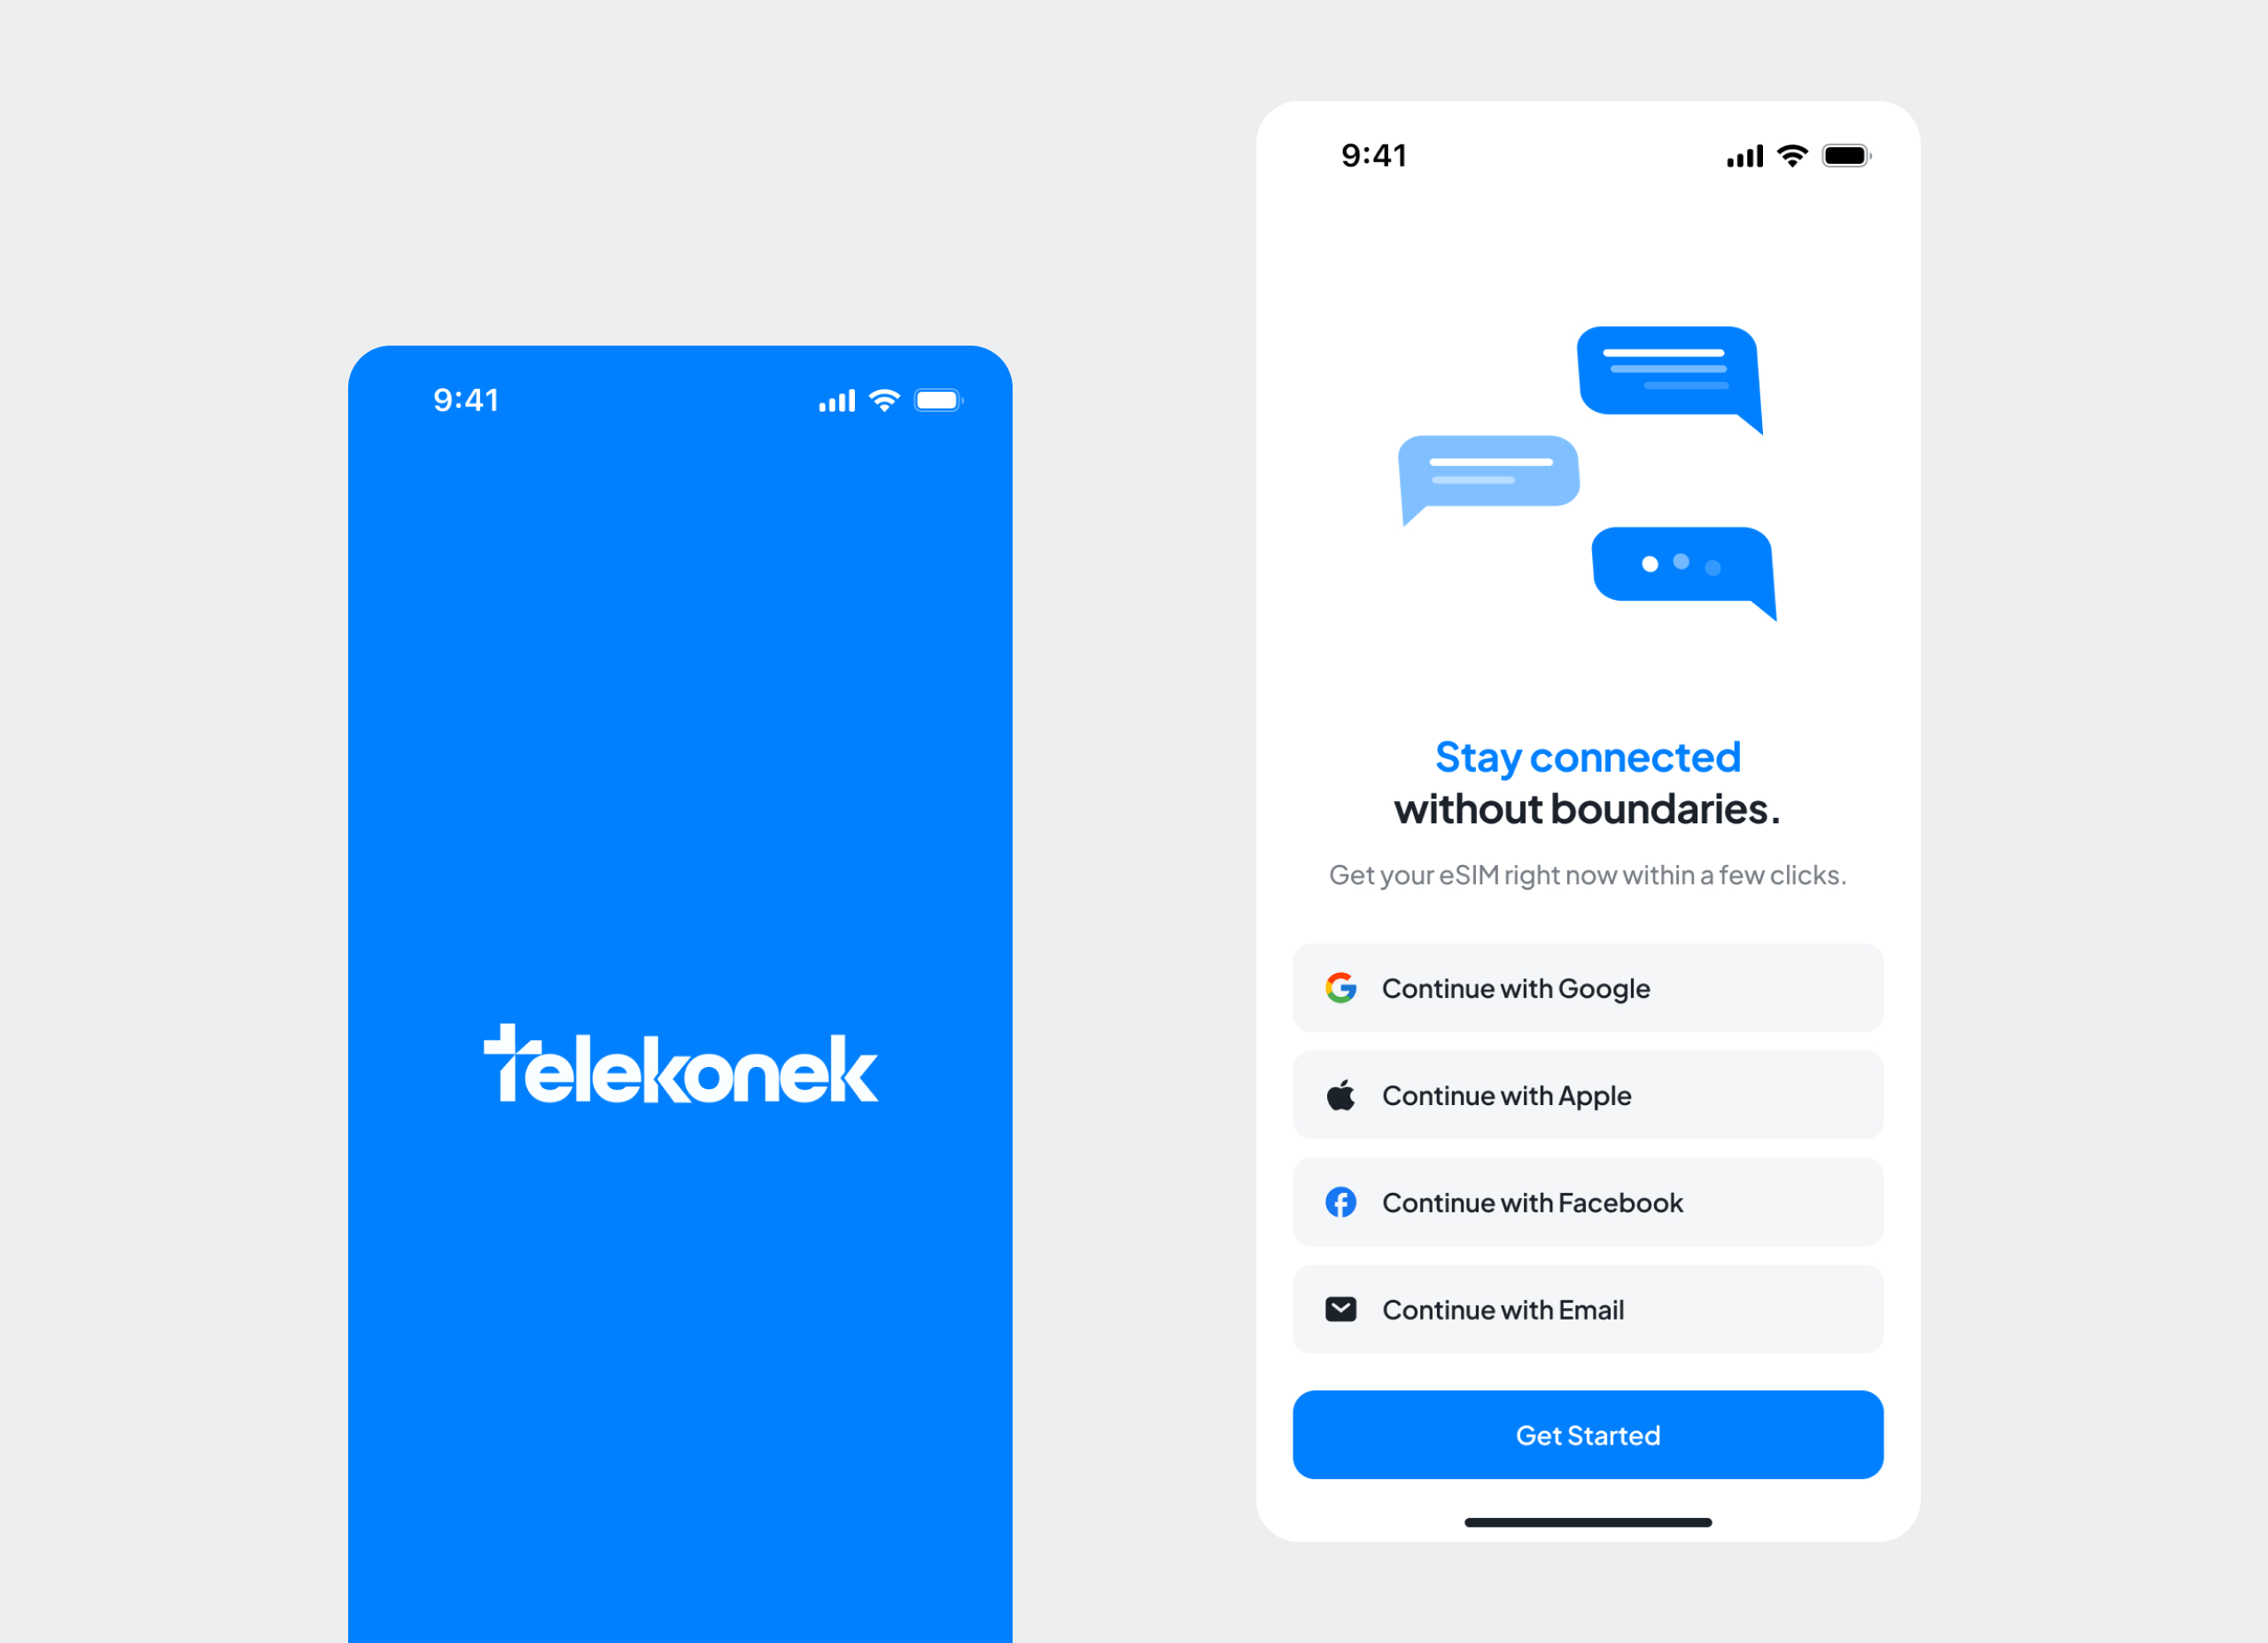 9:41
telekonek
9:41
Stay connected
without boundaries.
Get your eSIM right now within a few clicks.
Continue with Google
Continue with Apple
Continue with Facebook
Continue with Email
Get Started